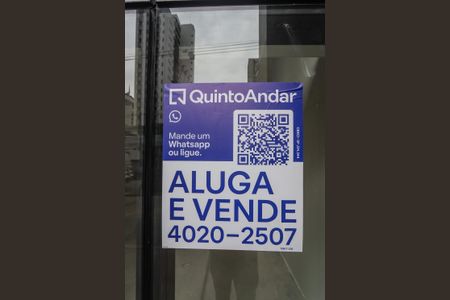 QuintoAndar
Mande um
Whatsapp
ou ligue.
ALUGA
E VENDE
4020-2507